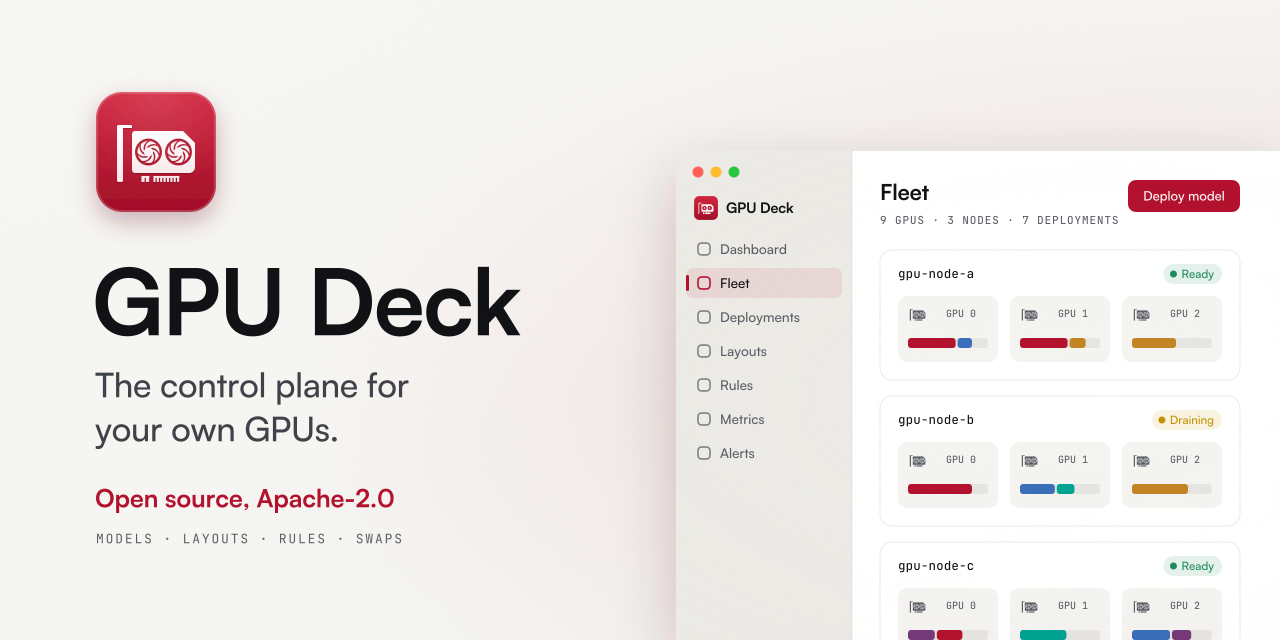 GPU Deck
The control plane for
your own GPUs.
Open source, Apache-2.0
MODELS · LAYOUTS · RULES · SWAPS
GPU Deck
Dashboard
Fleet
Deployments
Layouts
Rules
Metrics
Alerts
Fleet
9 GPUS · 3 NODES · 7 DEPLOYMENTS
Deploy model
gpu-node-a
Ready
GPU 0
GPU 1
GPU 2
gpu-node-b
Draining
GPU 0
GPU 1
GPU 2
gpu-node-c
Ready
GPU 0
GPU 1
GPU 2